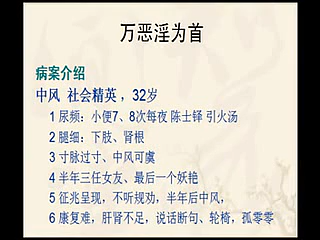 万恶淫为首
病案介绍
中风 社会精英，32岁
1 尿频：小便7、8次每夜 陈士铎 引火汤
2 腿细：下肢、肾根
3 寸脉过寸、中风可虞
4 半年三任女友、最后一个妖艳
5 征兆呈现，不听规劝，半年后中风，
6 康复难，肝肾不足，说话断句、轮椅，孤零零